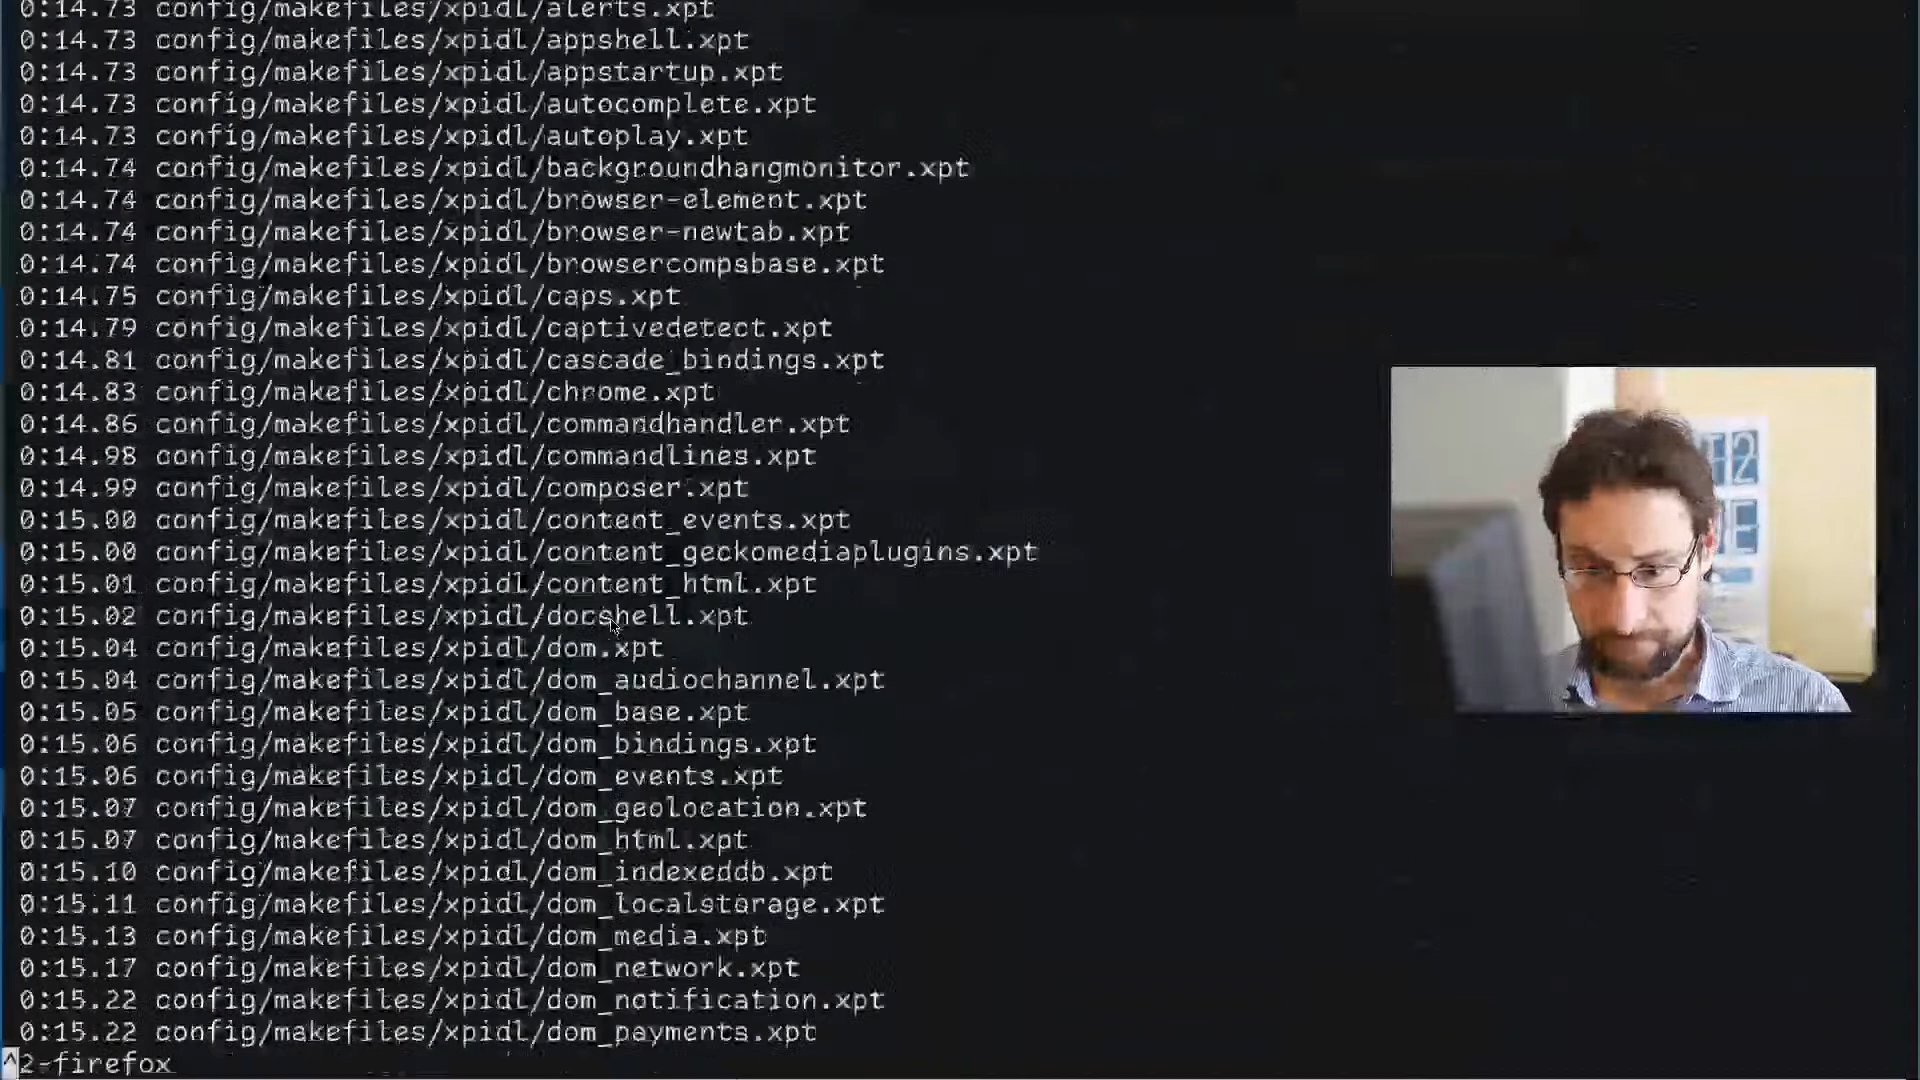 0:14.73 config/makefiles/xpidl/alerts.xpt
0:14.73 config/makefiles/xpidl/appshell.xpt
0:14.73 config/makefiles/xpidl/appstartup.xpt
0:14.73 config/makefiles/xpidl/autocomplete.xpt
0:14.73 config/makefiles/xpidl/autoplay.xpt
0:14.74 config/makefiles/xpidl/backgroundhangmonitor.xpt
0:14.74 config/makefiles/xpidl/browser-element.xpt
0:14.74 config/makefiles/xpidl/browser-newtab.xpt
0:14.74 config/makefiles/xpidl/browsercompsbase.xpt
0:14.75 config/makefiles/xpidl/caps.xpt
0:14.79 config/makefiles/xpidl/captivedetect.xpt
0:14.81 config/makefiles/xpidl/cascade_bindings.xpt
0:14.83 config/makefiles/xpidl/chrome.xpt
0:14.86 config/makefiles/xpidl/commandhandler.xpt
0:14.98 config/makefiles/xpidl/commandlines.xpt
0:14.99 config/makefiles/xpidl/composer.xpt
0:15.00 config/makefiles/xpidl/content_events.xpt
0:15.00 config/makefiles/xpidl/content_geckomediaplugins.xpt
0:15.01 config/makefiles/xpidl/content_html.xpt
0:15.02 config/makefiles/xpidl/docshell.xpt
0:15.04 config/makefiles/xpidl/dom.xpt
0:15.04 config/makefiles/xpidl/dom_audiochannel.xpt
0:15.05 config/makefiles/xpidl/dom_base.xpt
0:15.06 config/makefiles/xpidl/dom_bindings.xpt
0:15.06 config/makefiles/xpidl/dom_events.xpt
0:15.07 config/makefiles/xpidl/dom_geolocation.xpt
0:15.07 config/makefiles/xpidl/dom_html.xpt
0:15.10 config/makefiles/xpidl/dom_indexeddb.xpt
0:15.11 config/makefiles/xpidl/dom_localstorage.xpt
0:15.13 config/makefiles/xpidl/dom_media.xpt
0:15.17 config/makefiles/xpidl/dom_network.xpt
0:15.22 config/makefiles/xpidl/dom_notification.xpt
0:15.22 config/makefiles/xpidl/dom_payments.xpt
^2-firefox